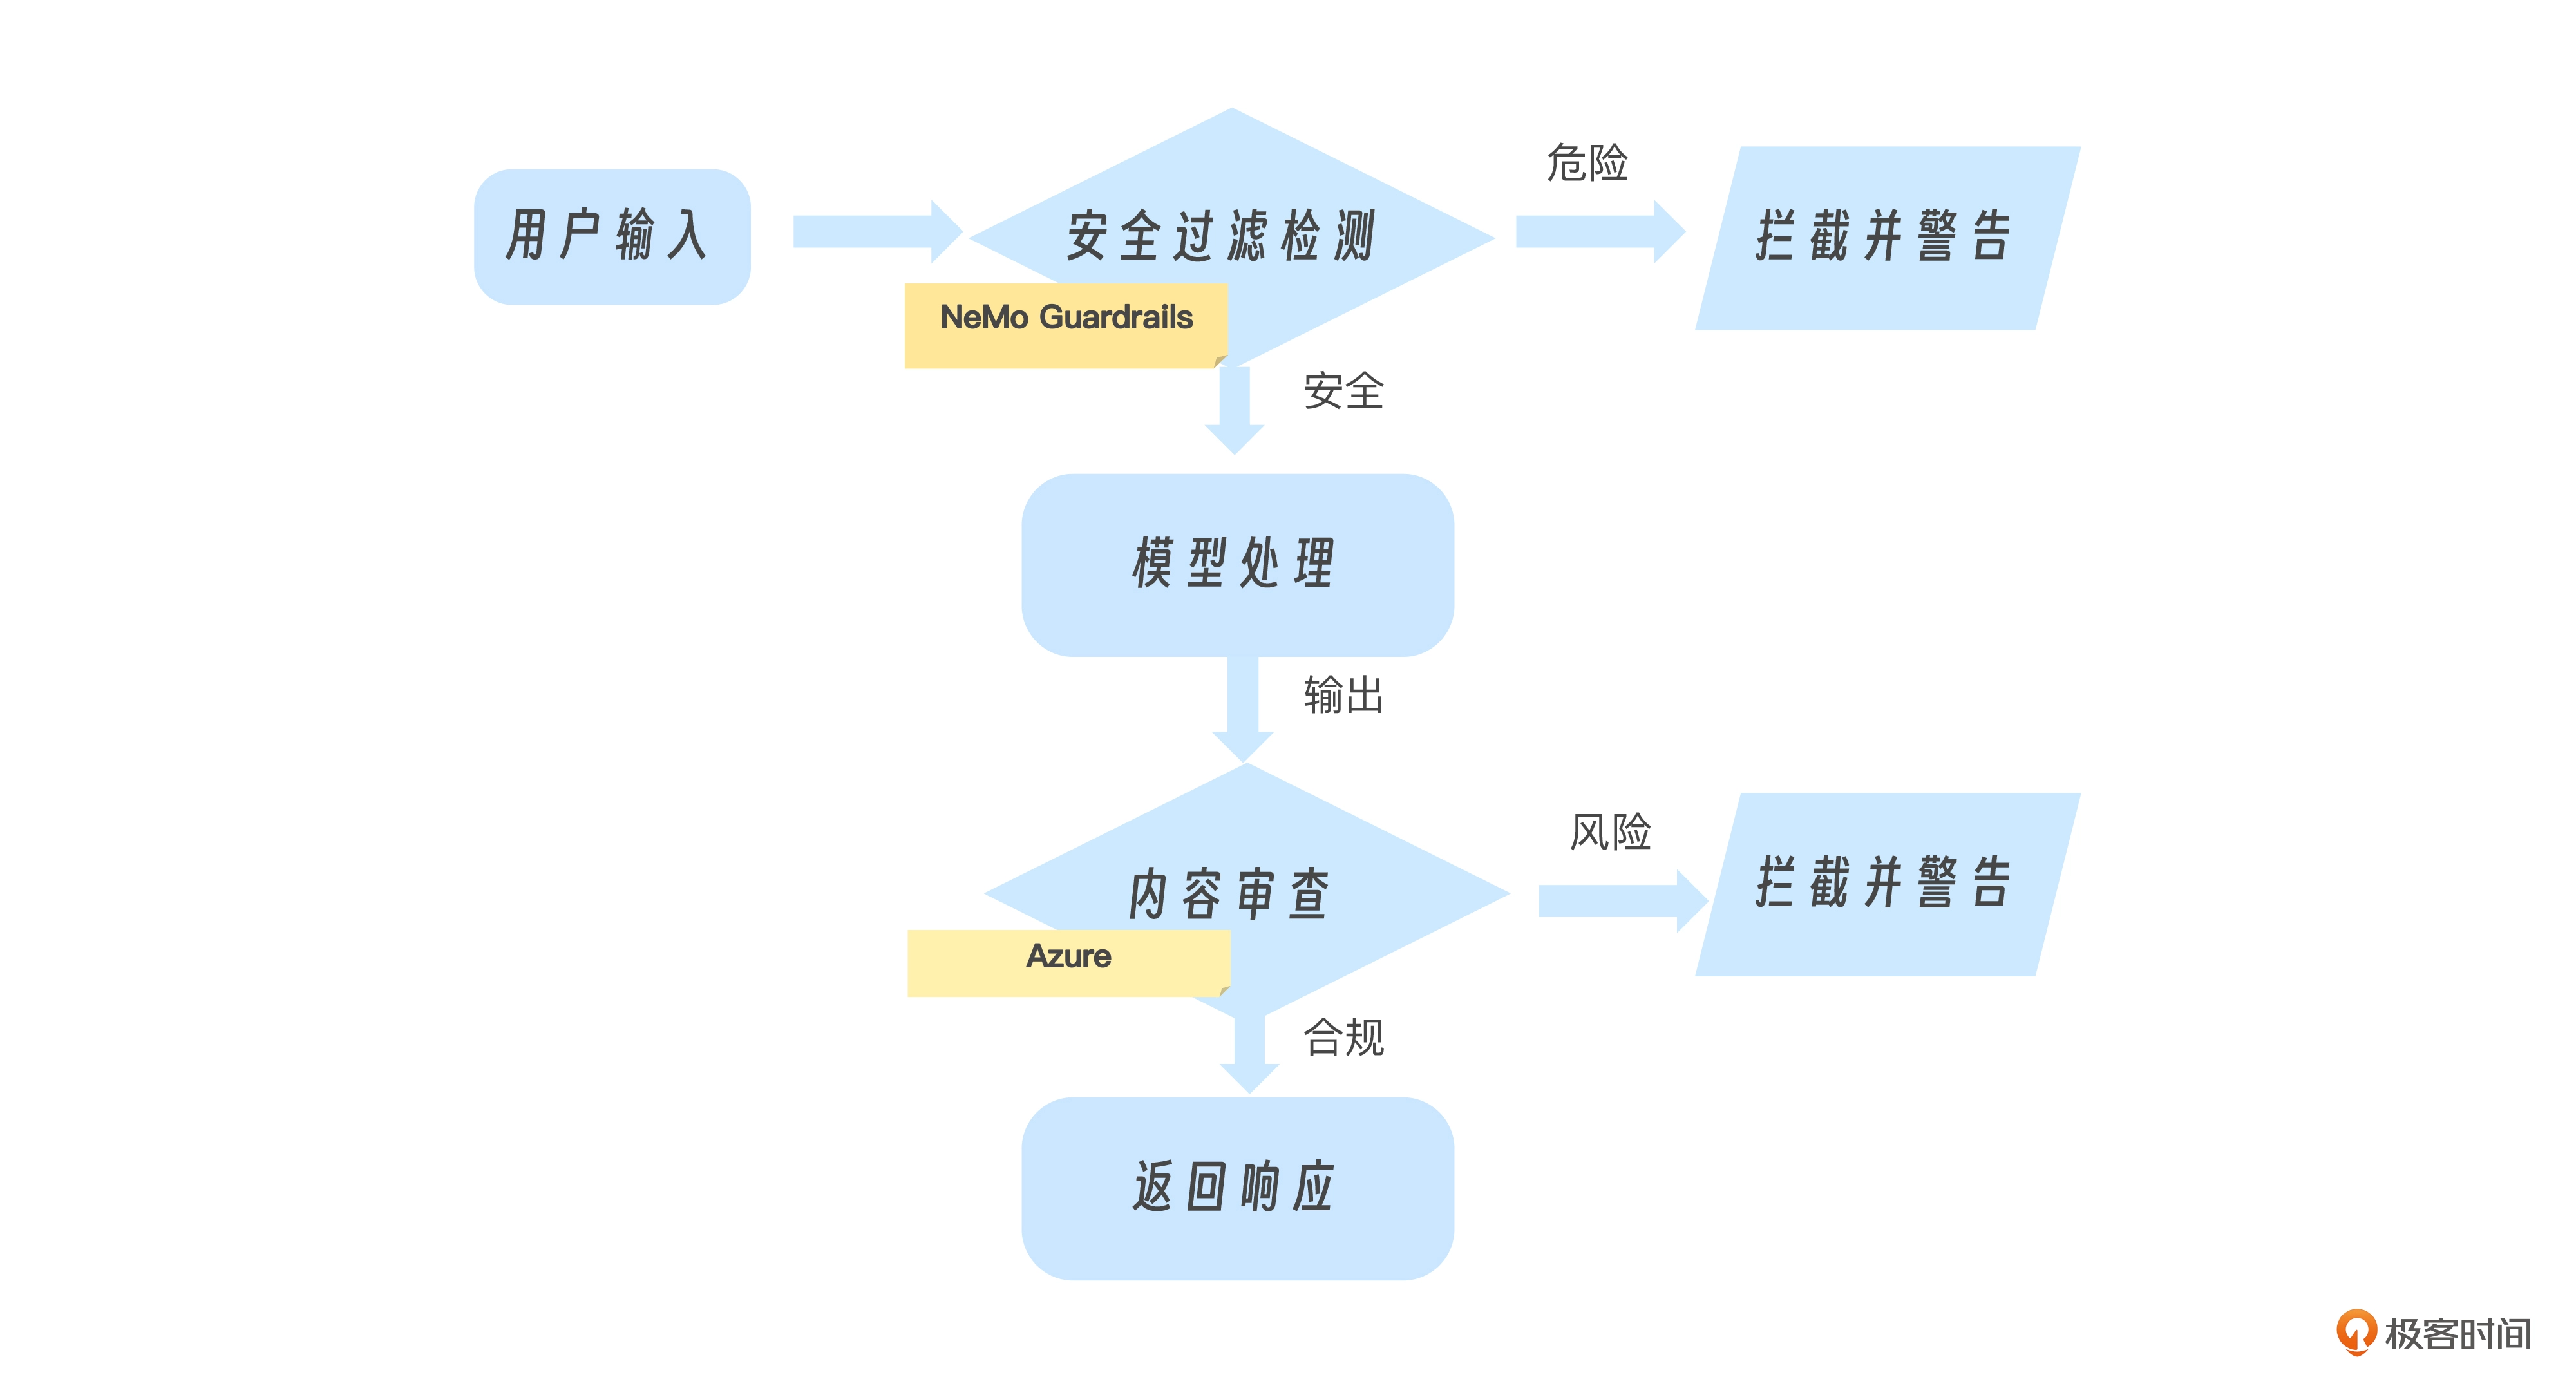 用户输入
安全过滤检测
危险
拦截并警告
NeMo Guardrails
安全
模型处理
输出
内容审查
风险
拦截并警告
Azure
合规
返回响应
极客时间